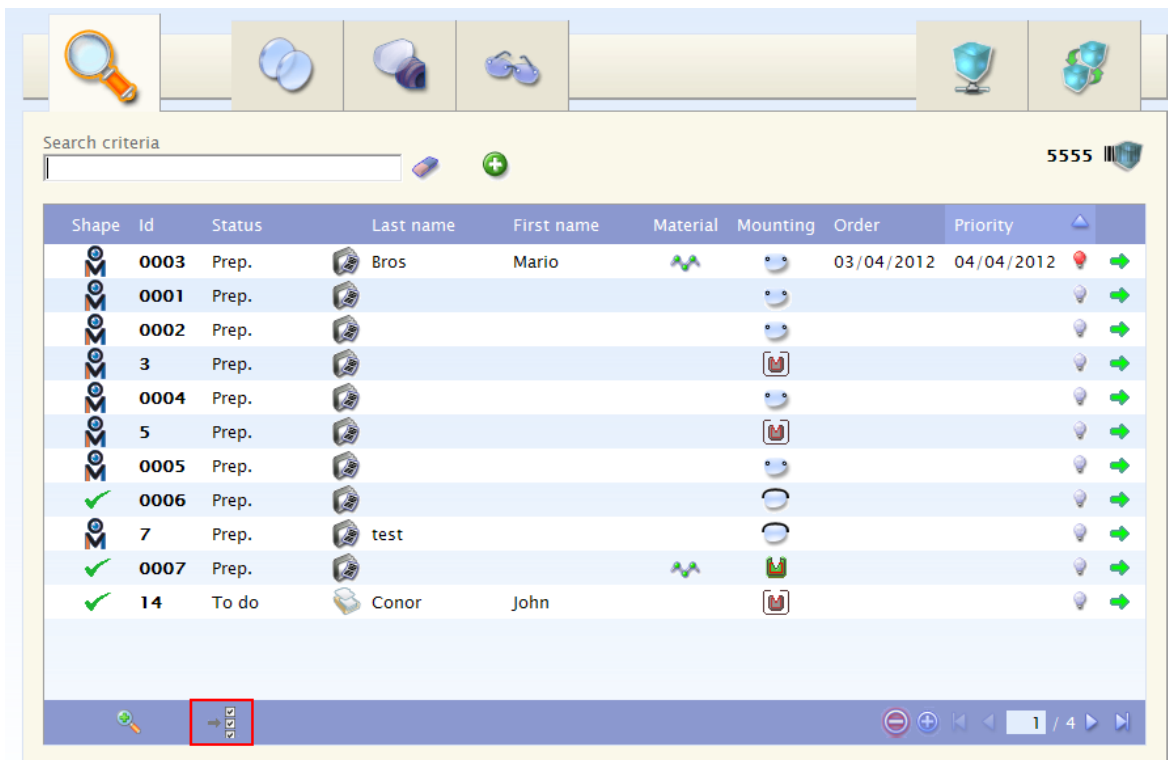 Search criteria
5555
Shape Id Status Last name First name Material Mounting Order Priority
0003 Prep. Bros Mario 03/04/2012 04/04/2012
0001 Prep.
0002 Prep.
3 Prep.
0004 Prep.
5 Prep.
0005 Prep.
0006 Prep.
7 Prep. test
0007 Prep.
14 To do Conor John
1 / 4